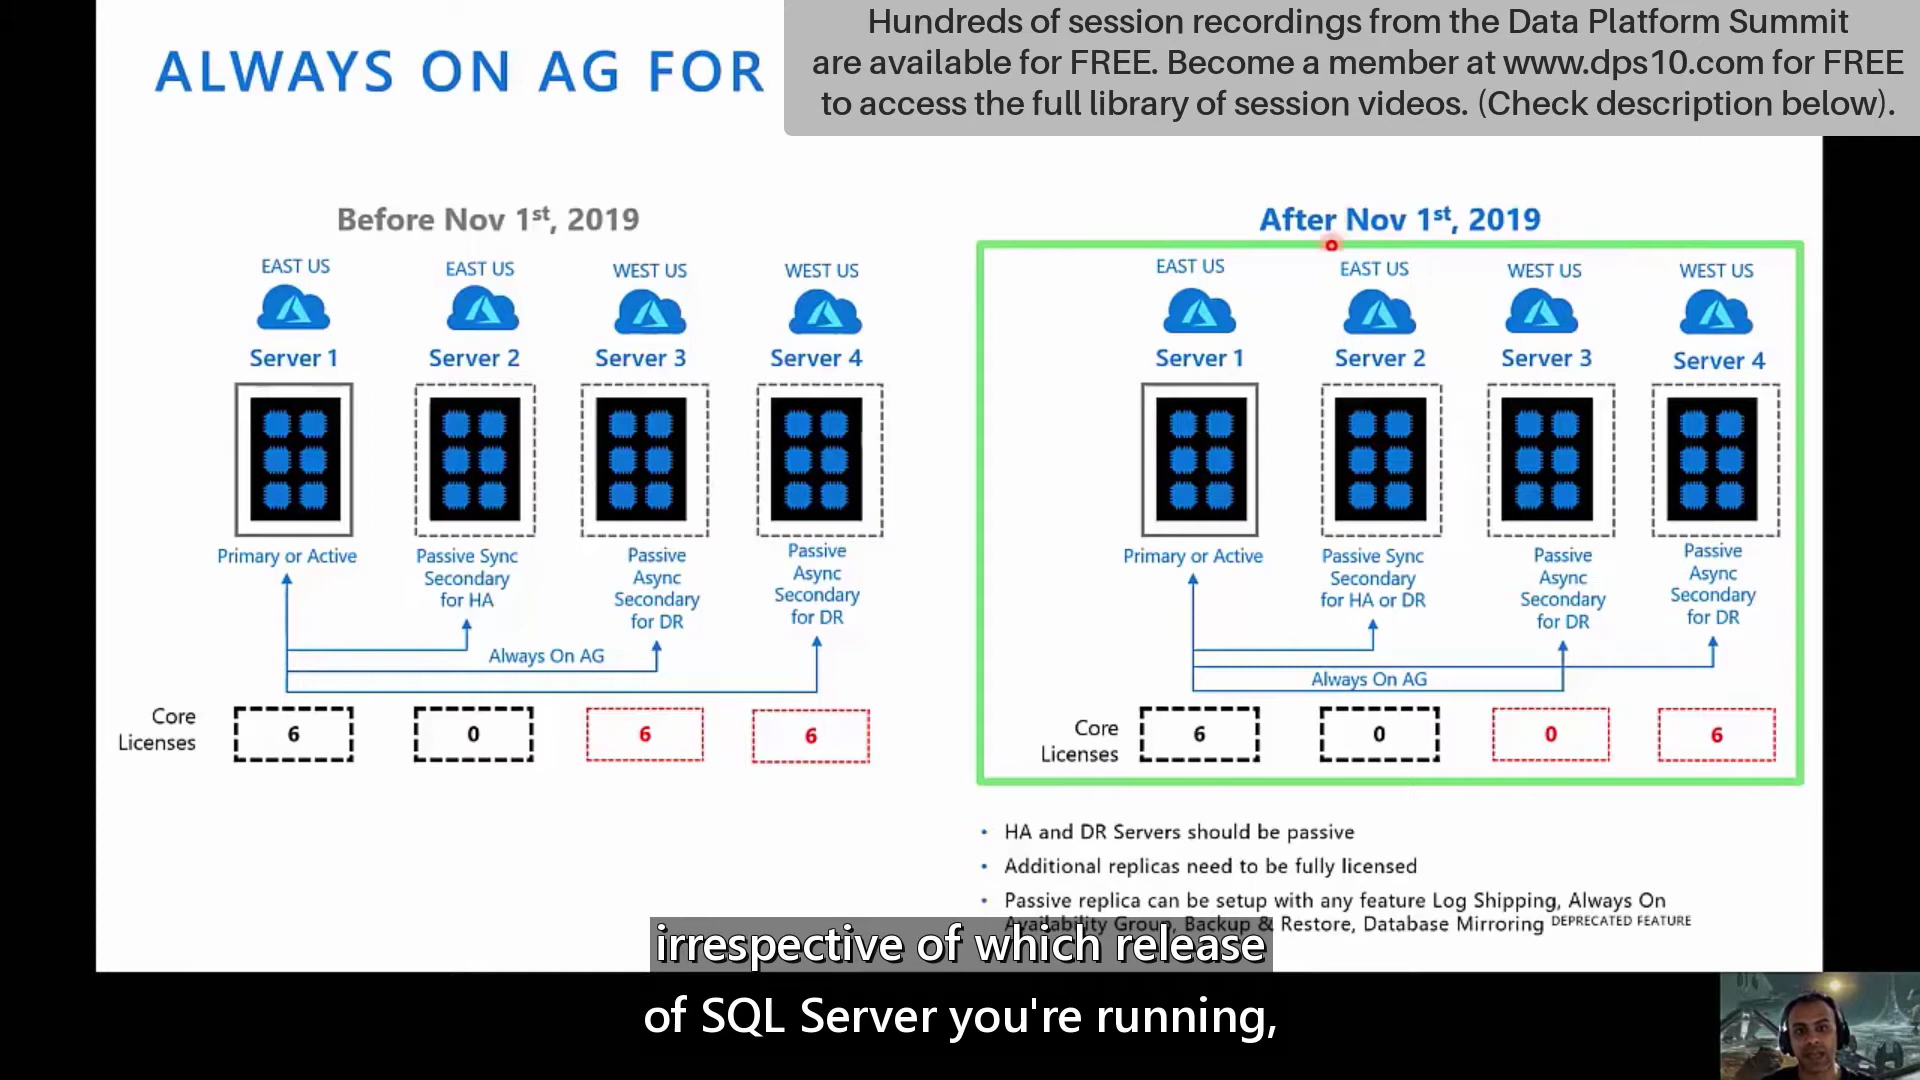 Hundreds of session recordings from the Data Platform Summit
are available for FREE. Become a member at www.dps10.com for FREE
to access the full library of session videos. (Check description below).
ALWAYS ON AG FOR
Before Nov 1st, 2019
EAST US
EAST US
WEST US
WEST US
Server 1
Server 2
Server 3
Server 4
Primary or Active
Passive Sync
Secondary
for HA
Passive
Async
Secondary
for DR
Passive
Async
Secondary
for DR
Always On AG
Core
Licenses
6
0
6
6
After Nov 1st, 2019
EAST US
EAST US
WEST US
WEST US
Server 1
Server 2
Server 3
Server 4
Primary or Active
Passive Sync
Secondary
for HA or DR
Passive
Async
Secondary
for DR
Passive
Async
Secondary
for DR
Always On AG
Core
Licenses
6
0
0
6
• HA and DR Servers should be passive
• Additional replicas need to be fully licensed
• Passive replica can be setup with any feature Log Shipping, Always On
Availability Group, Backup & Restore, Database Mirroring DEPRECATED FEATURE
irrespective of which release
of SQL Server you're running,